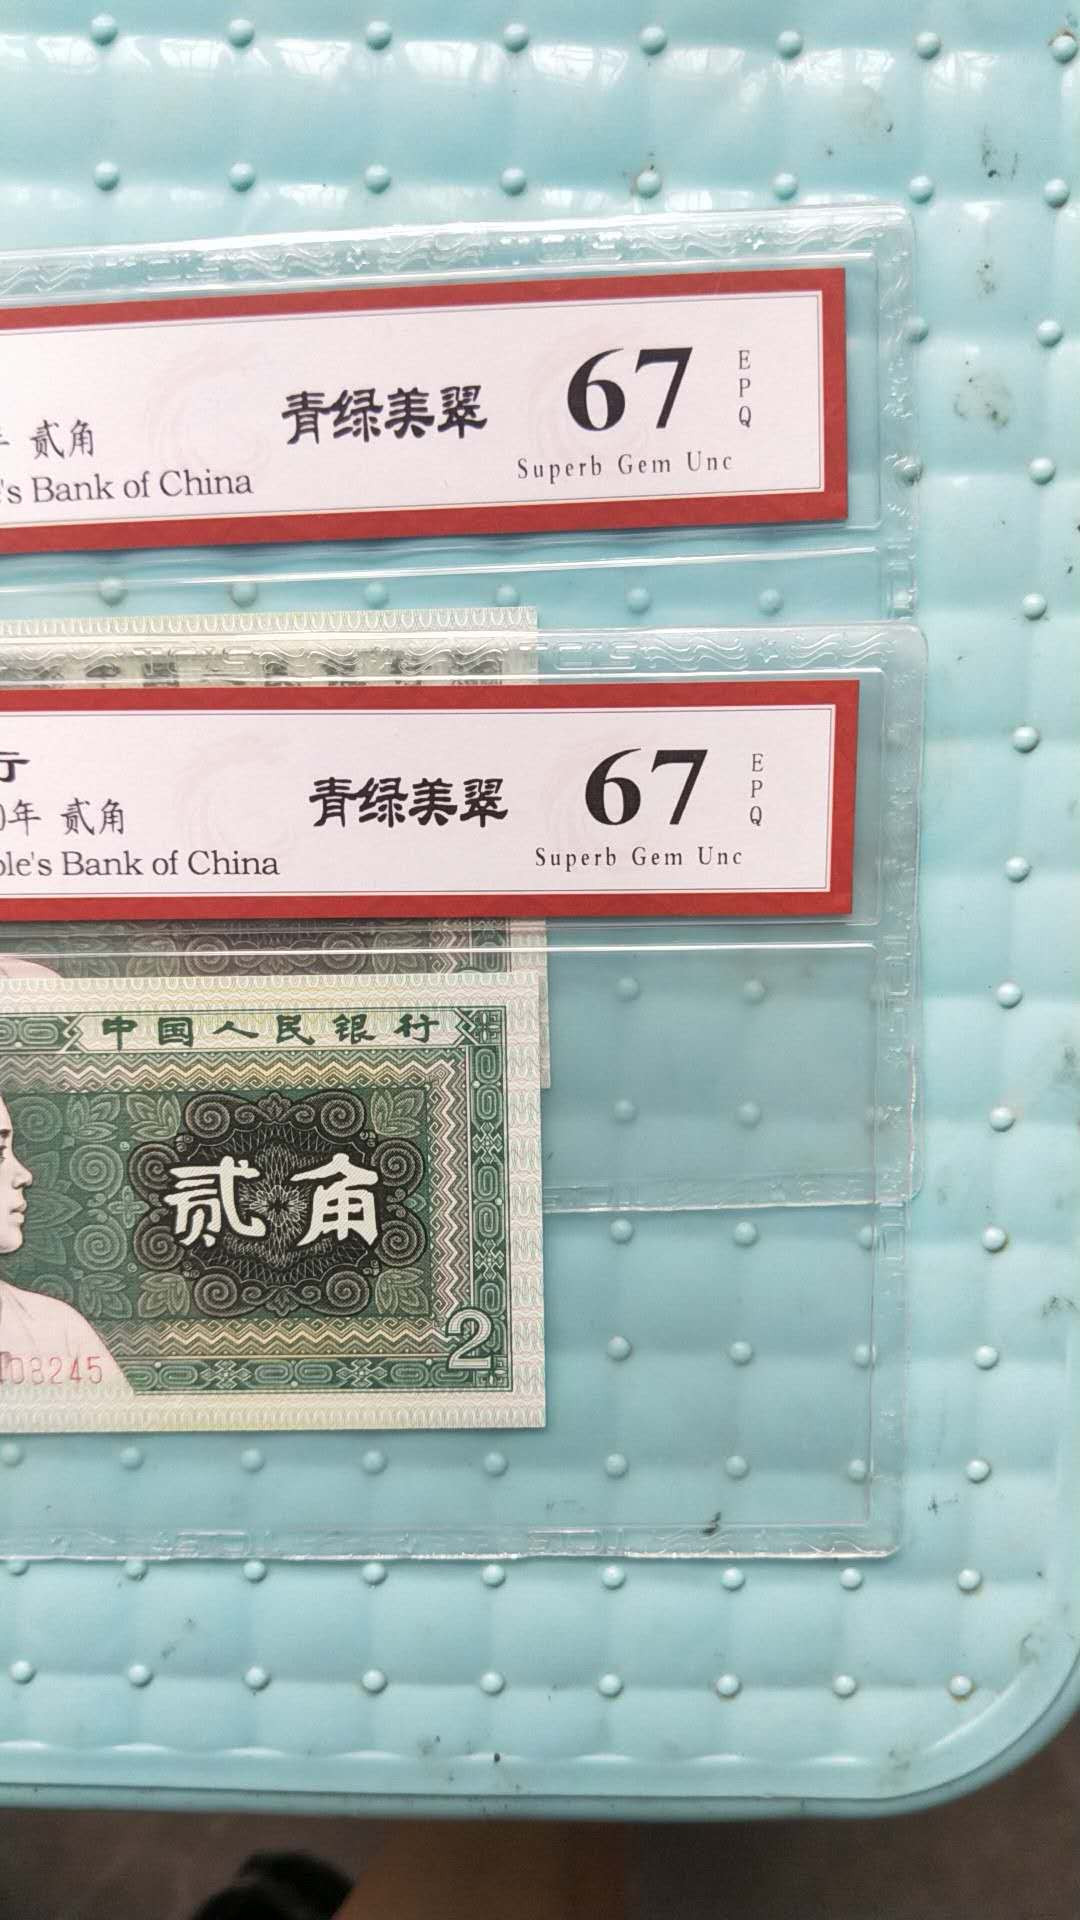 贰角
's Bank of China
青绿美翠
67
EPQ
Superb Gem Unc
行
0年 贰角
ple's Bank of China
青绿美翠
67
EPQ
Superb Gem Unc
中国人民银行
贰角
08245
2